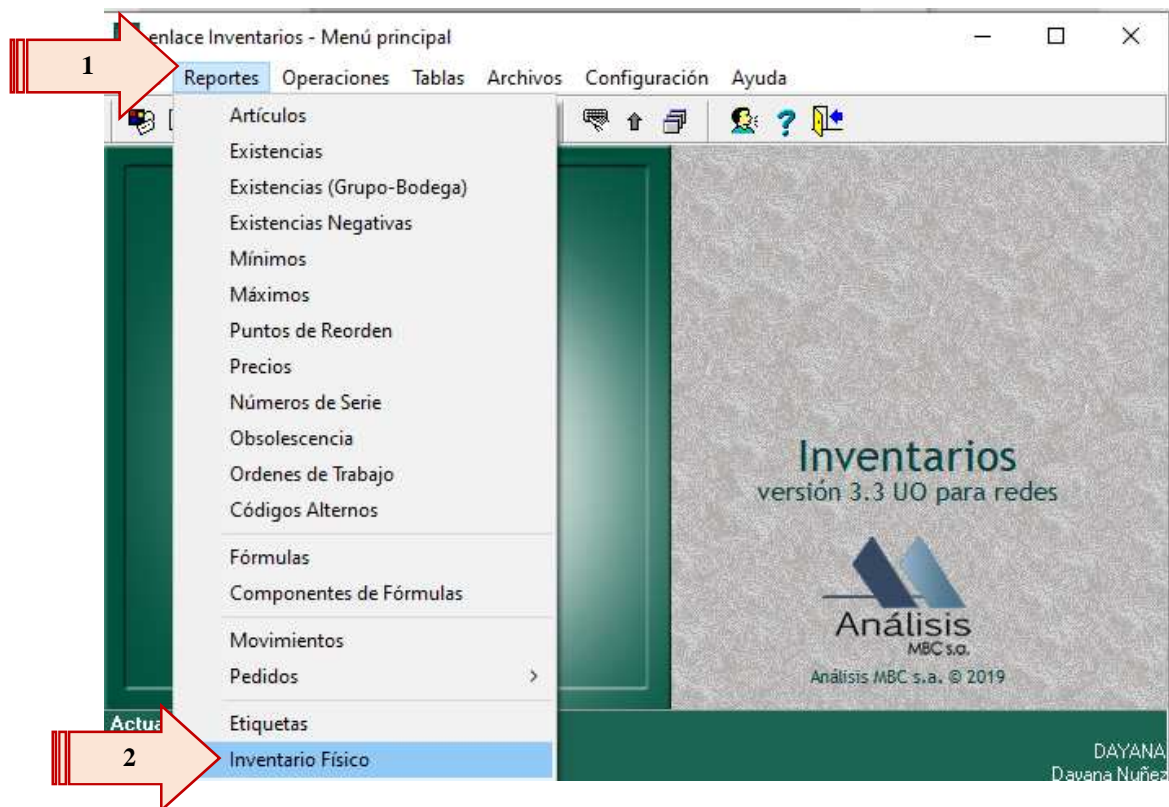 enlace Inventarios - Menú principal
1
Reportes Operaciones Tablas Archivos Configuración Ayuda
Artículos
Existencias
Existencias (Grupo-Bodega)
Existencias Negativas
Mínimos
Máximos
Puntos de Reorden
Precios
Números de Serie
Obsolescencia
Ordenes de Trabajo
Códigos Alternos
Fórmulas
Componentes de Fórmulas
Movimientos
Pedidos
Etiquetas
2
Inventario Físico
Inventarios
versión 3.3 UO para redes
Análisis
MBC s.a.
Análisis MBC s.a. © 2019
DAYANA
Dayana Nuñez